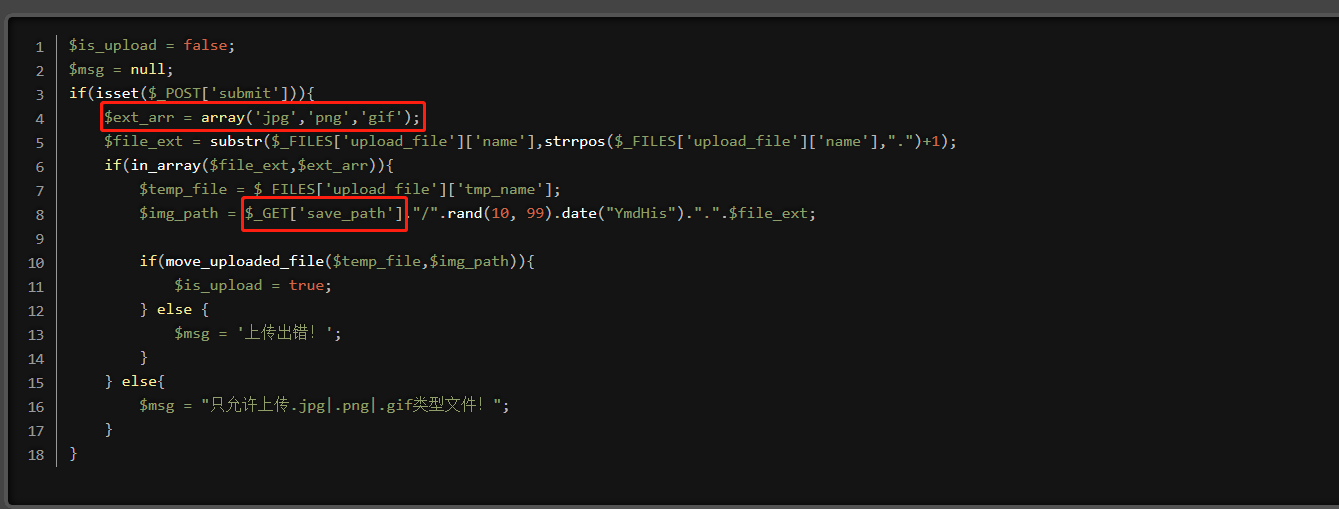 1 $is_upload = false;
2 $msg = null;
3 if(isset($_POST['submit'])){
4 $ext_arr = array('jpg','png','gif');
5 $file_ext = substr($_FILES['upload_file']['name'],strrpos($_FILES['upload_file']['name'],".")+1);
6 if(in_array($file_ext,$ext_arr)){
7 $temp_file = $_FILES['upload_file']['tmp_name'];
8 $img_path = $_GET['save_path']."/".rand(10, 99).date("YmdHis").".".$file_ext;
9
10 if(move_uploaded_file($temp_file,$img_path)){
11 $is_upload = true;
12 } else {
13 $msg = '上传出错！';
14 }
15 } else{
16 $msg = "只允许上传.jpg|.png|.gif类型文件！";
17 }
18 }